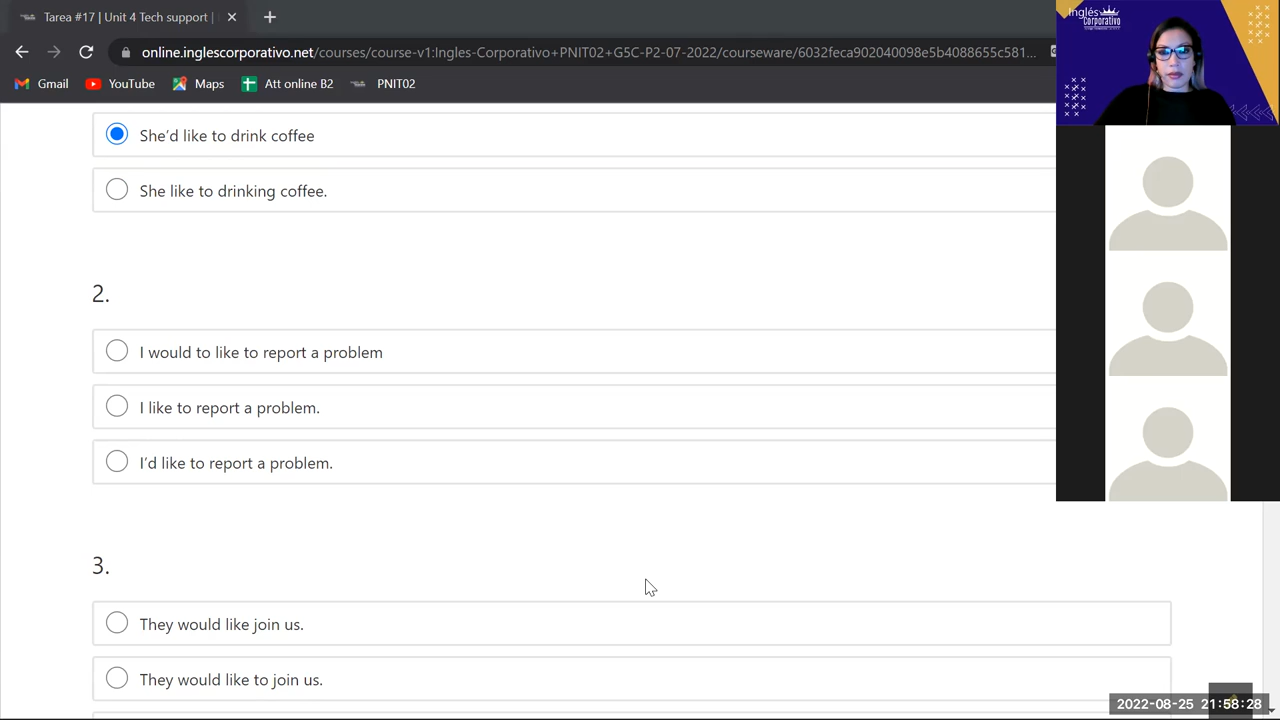 Tarea #17 | Unit 4 Tech support |
online.inglescorporativo.net/courses/course-v1:Ingles-Corporativo+PNIT02+G5C-P2-07-2022/courseware/6031eca902040098e5b4088655c581...
Gmail
YouTube
Maps
Att online B2
PNIT02
Inglés
Corporativo
She'd like to drink coffee
She like to drinking coffee.
2.
I would to like to report a problem
I like to report a problem.
I'd like to report a problem.
3.
They would like join us.
They would like to join us.
2022-08-25 21:58:28